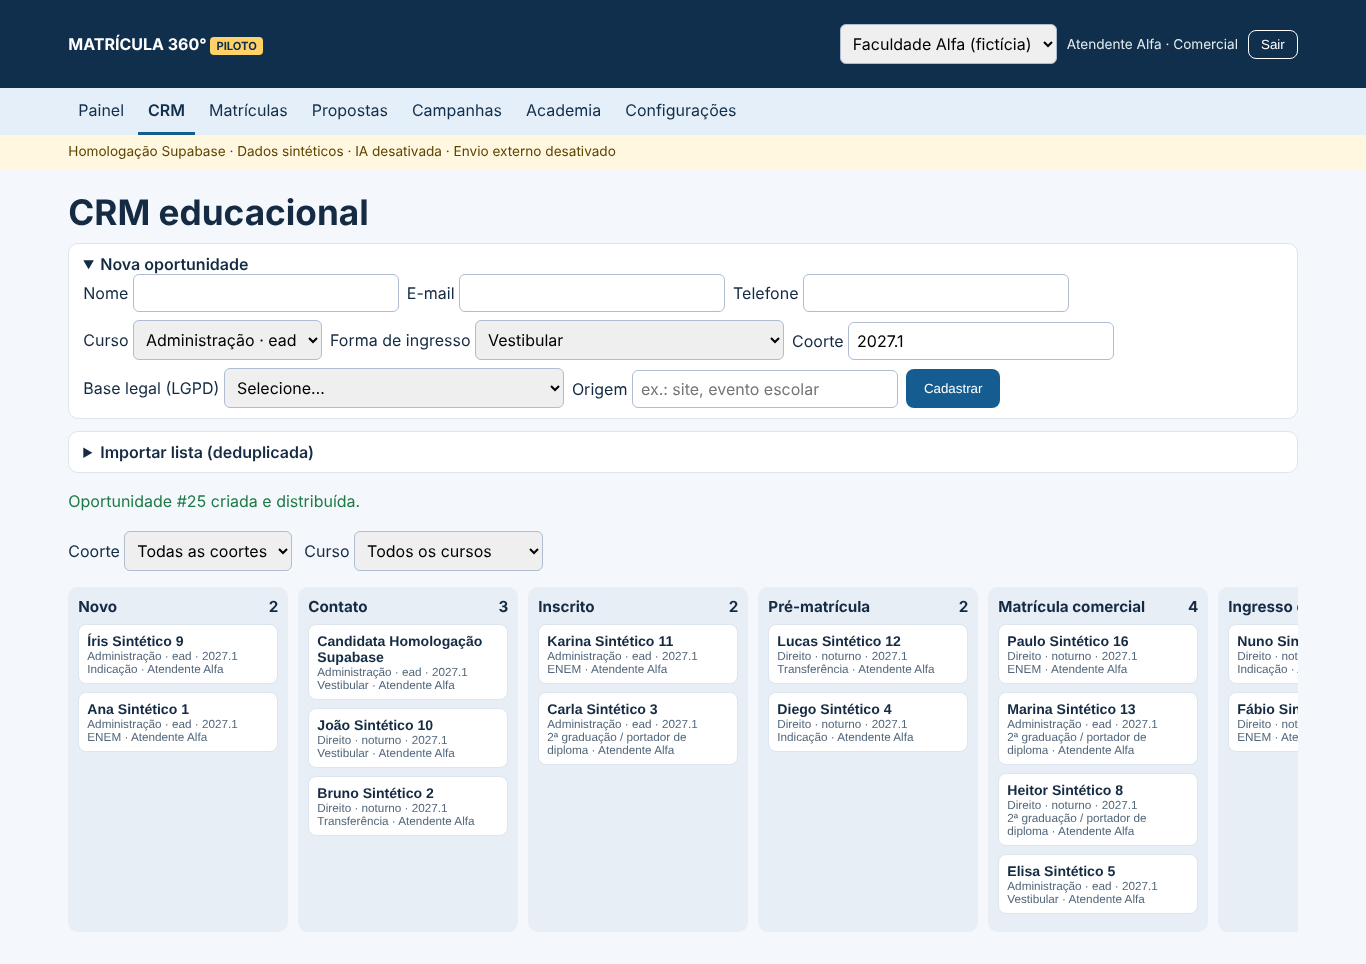 MATRÍCULA 360° PILOTO
Faculdade Alfa (fictícia)
Atendente Alfa · Comercial
Sair
Painel CRM Matrículas Propostas Campanhas Academia Configurações
Homologação Supabase · Dados sintéticos · IA desativada · Envio externo desativado
CRM educacional
▼ Nova oportunidade
Nome E-mail Telefone
Curso Administração · ead Forma de ingresso Vestibular Coorte 2027.1
Base legal (LGPD) Selecione... Origem ex.: site, evento escolar Cadastrar
▶ Importar lista (deduplicada)
Oportunidade #25 criada e distribuída.
Coorte Todas as coortes Curso Todos os cursos
Novo 2
Íris Sintético 9
Administração · ead · 2027.1
Indicação · Atendente Alfa
Ana Sintético 1
Administração · ead · 2027.1
ENEM · Atendente Alfa
Contato 3
Candidata Homologação
Supabase
Administração · ead · 2027.1
Vestibular · Atendente Alfa
João Sintético 10
Direito · noturno · 2027.1
Vestibular · Atendente Alfa
Bruno Sintético 2
Direito · noturno · 2027.1
Transferência · Atendente Alfa
Inscrito 2
Karina Sintético 11
Administração · ead · 2027.1
ENEM · Atendente Alfa
Carla Sintético 3
Administração · ead · 2027.1
2ª graduação / portador de
diploma · Atendente Alfa
Pré-matrícula 2
Lucas Sintético 12
Direito · noturno · 2027.1
Transferência · Atendente Alfa
Diego Sintético 4
Direito · noturno · 2027.1
Indicação · Atendente Alfa
Matrícula comercial 4
Paulo Sintético 16
Direito · noturno · 2027.1
ENEM · Atendente Alfa
Marina Sintético 13
Administração · ead · 2027.1
2ª graduação / portador de
diploma · Atendente Alfa
Heitor Sintético 8
Direito · noturno · 2027.1
2ª graduação / portador de
diploma · Atendente Alfa
Elisa Sintético 5
Administração · ead · 2027.1
Vestibular · Atendente Alfa
Ingresso
Nuno
Direito ·
Indicação ·
Fábio
Direito ·
ENEM ·